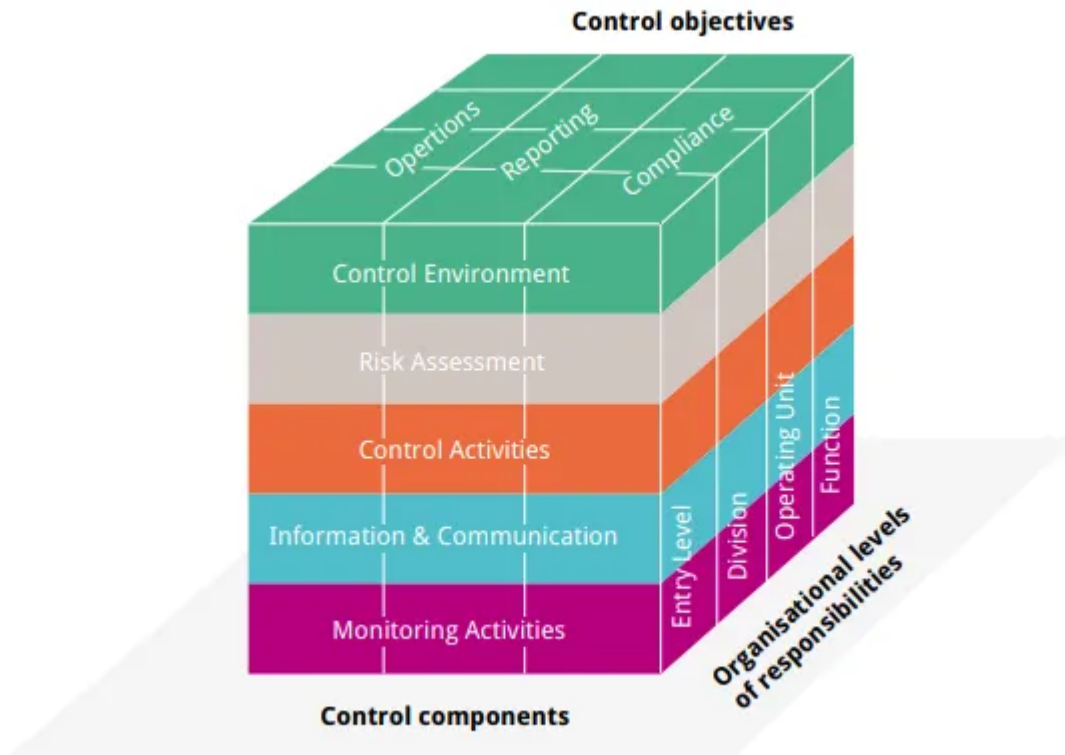 Control objectives
Opertions
Reporting
Compliance
Control Environment
Risk Assessment
Control Activities
Information & Communication
Monitoring Activities
Entry Level
Division
Operating Unit
Function
Organisational levels
of responsibilities
Control components